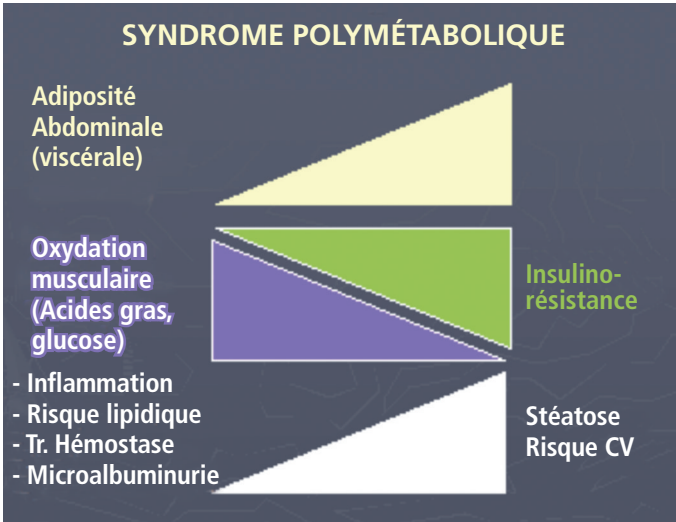 SYNDROME POLYMÉTABOLIQUE
Adiposité
Abdominale
(viscérale)
Oxydation
musculaire
(Acides gras,
glucose)
Insulino-
résistance
- Inflammation
- Risque lipidique
- Tr. Hémostase
- Microalbuminurie
Stéatose
Risque CV